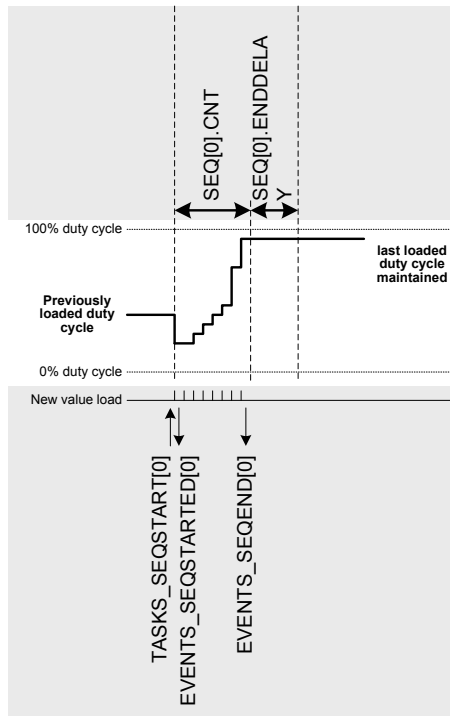 SEQ[0].CNT
SEQ[0].ENDDELA
Y
100% duty cycle
last loaded
duty cycle
maintained
Previously
loaded duty
cycle
0% duty cycle
New value load
TASKS_SEQSTART[0]
EVENTS_SEQSTARTED[0]
EVENTS_SEQEND[0]